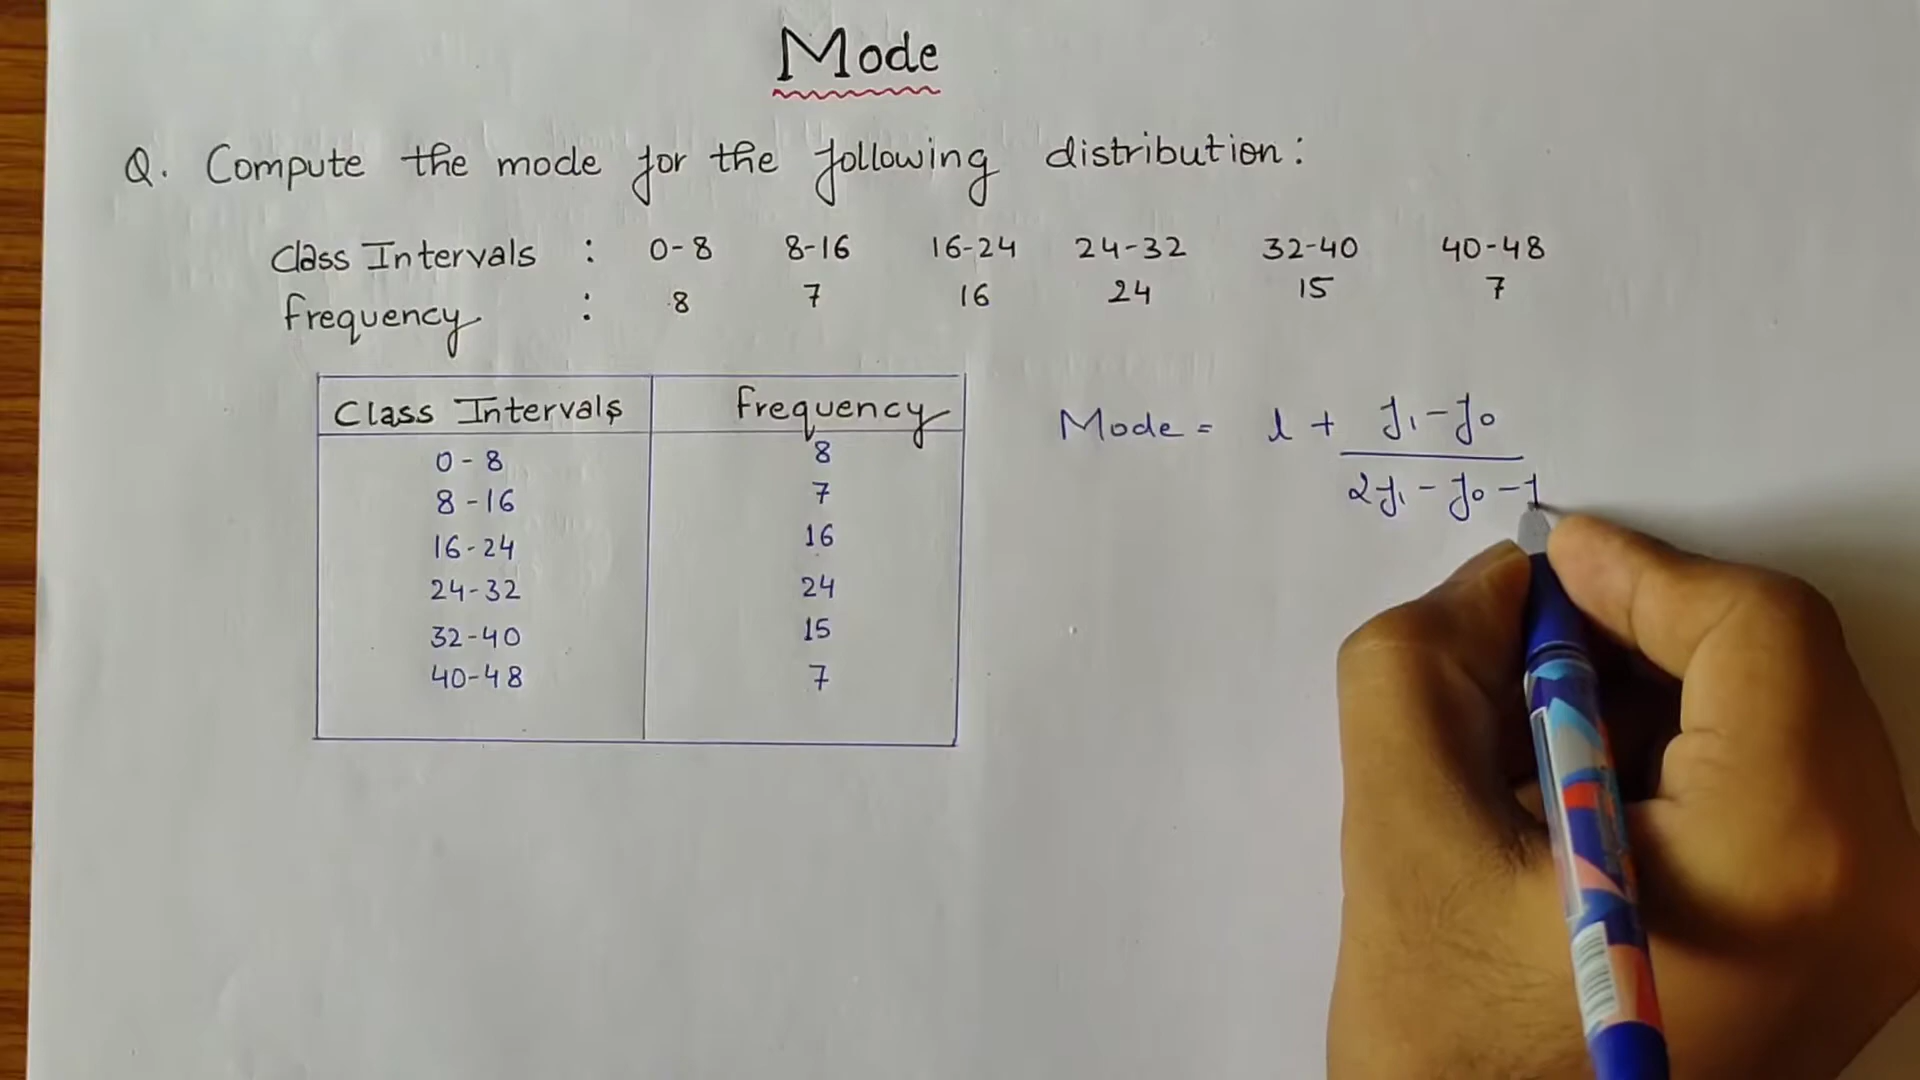 Mode
Q. Compute the mode for the following distribution:
Class Intervals : 0-8 8-16 16-24 24-32 32-40 40-48
frequency : 8 7 16 24 15 7
Class Intervals frequency
0-8 8
8-16 7
16-24 16
24-32 24
32-40 15
40-48 7
Mode = l + f₁-f₀
2f₁-f₀-